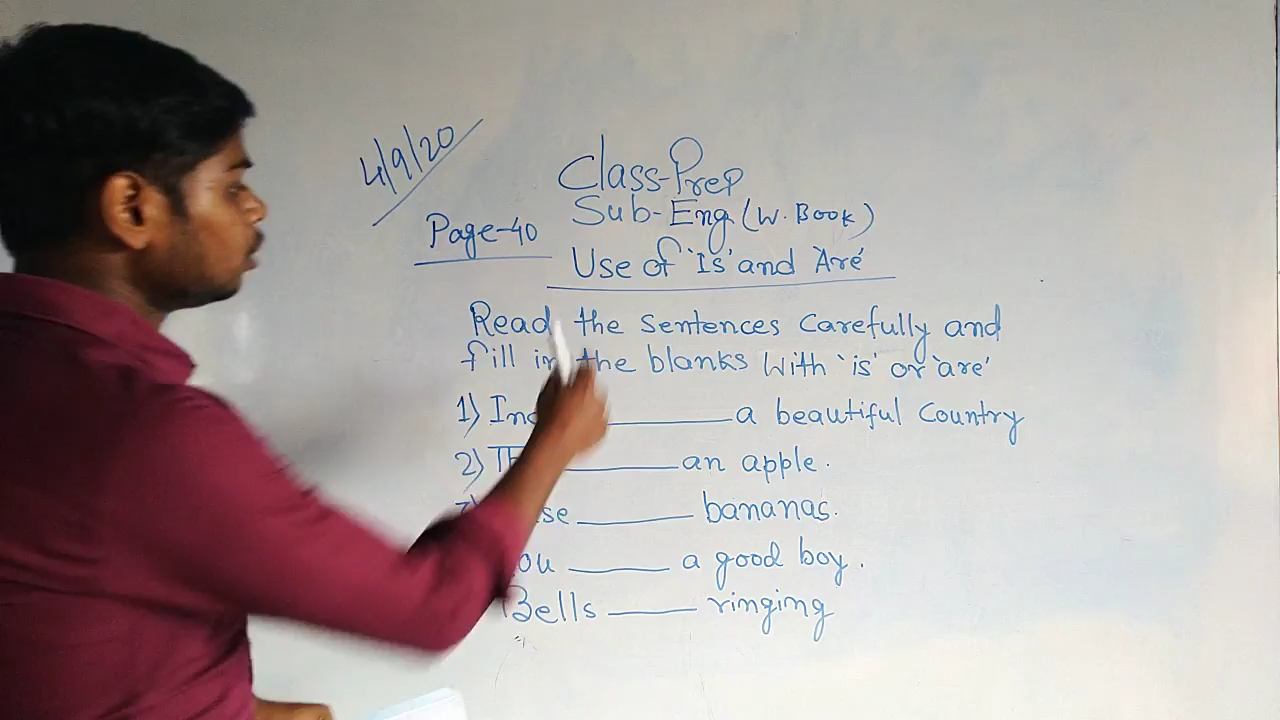 4/9/20
Class-Prep
Sub-Eng (W. Book)
Page-40
Use of 'Is' and 'Are'
Read the sentences carefully and
fill in the blanks with 'is' or 'are'
1) ______ a beautiful Country
2) ______ an apple.
______ bananas.
______ a good boy.
Bells ______ ringing